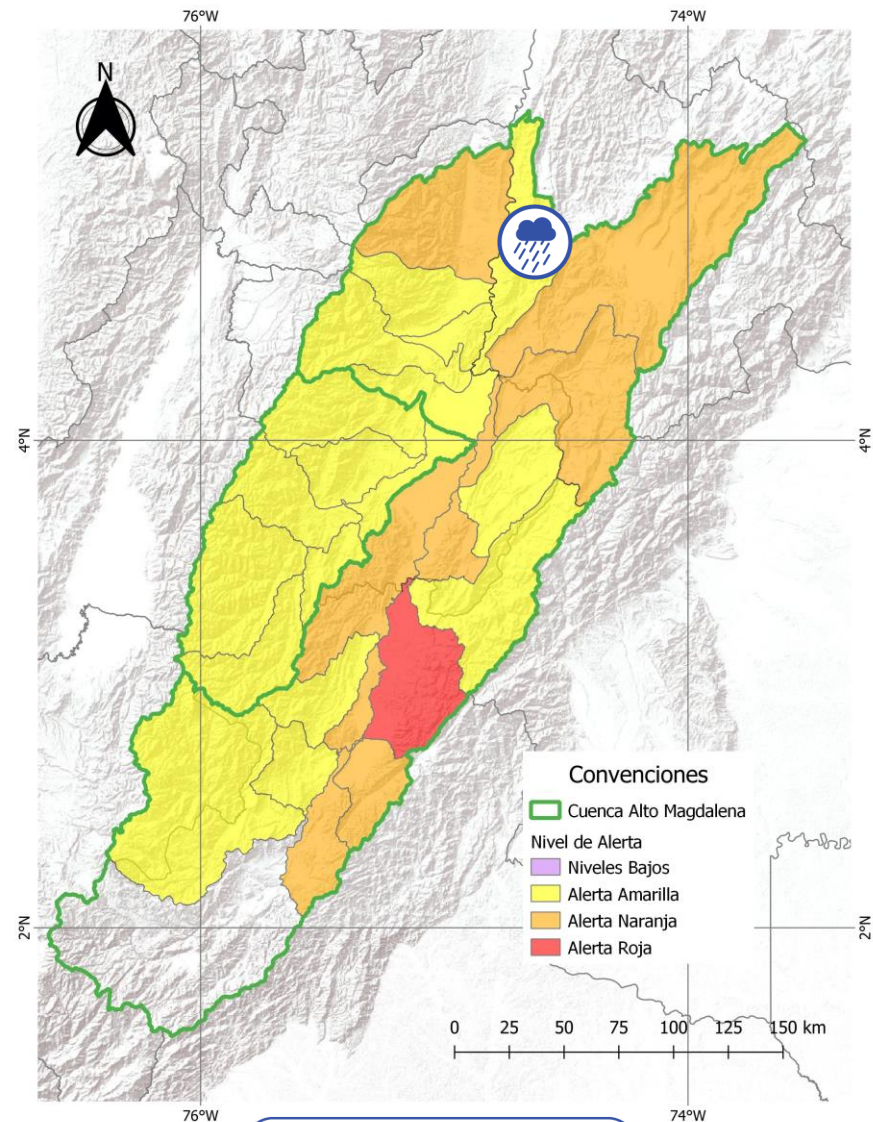 76°W 74°W
N
4°N 4°N
Convenciones
Cuenca Alto Magdalena
Nivel de Alerta
Niveles Bajos
Alerta Amarilla
Alerta Naranja
Alerta Roja
2°N 2°N
0 25 50 75 100 125 150 km
76°W 74°W